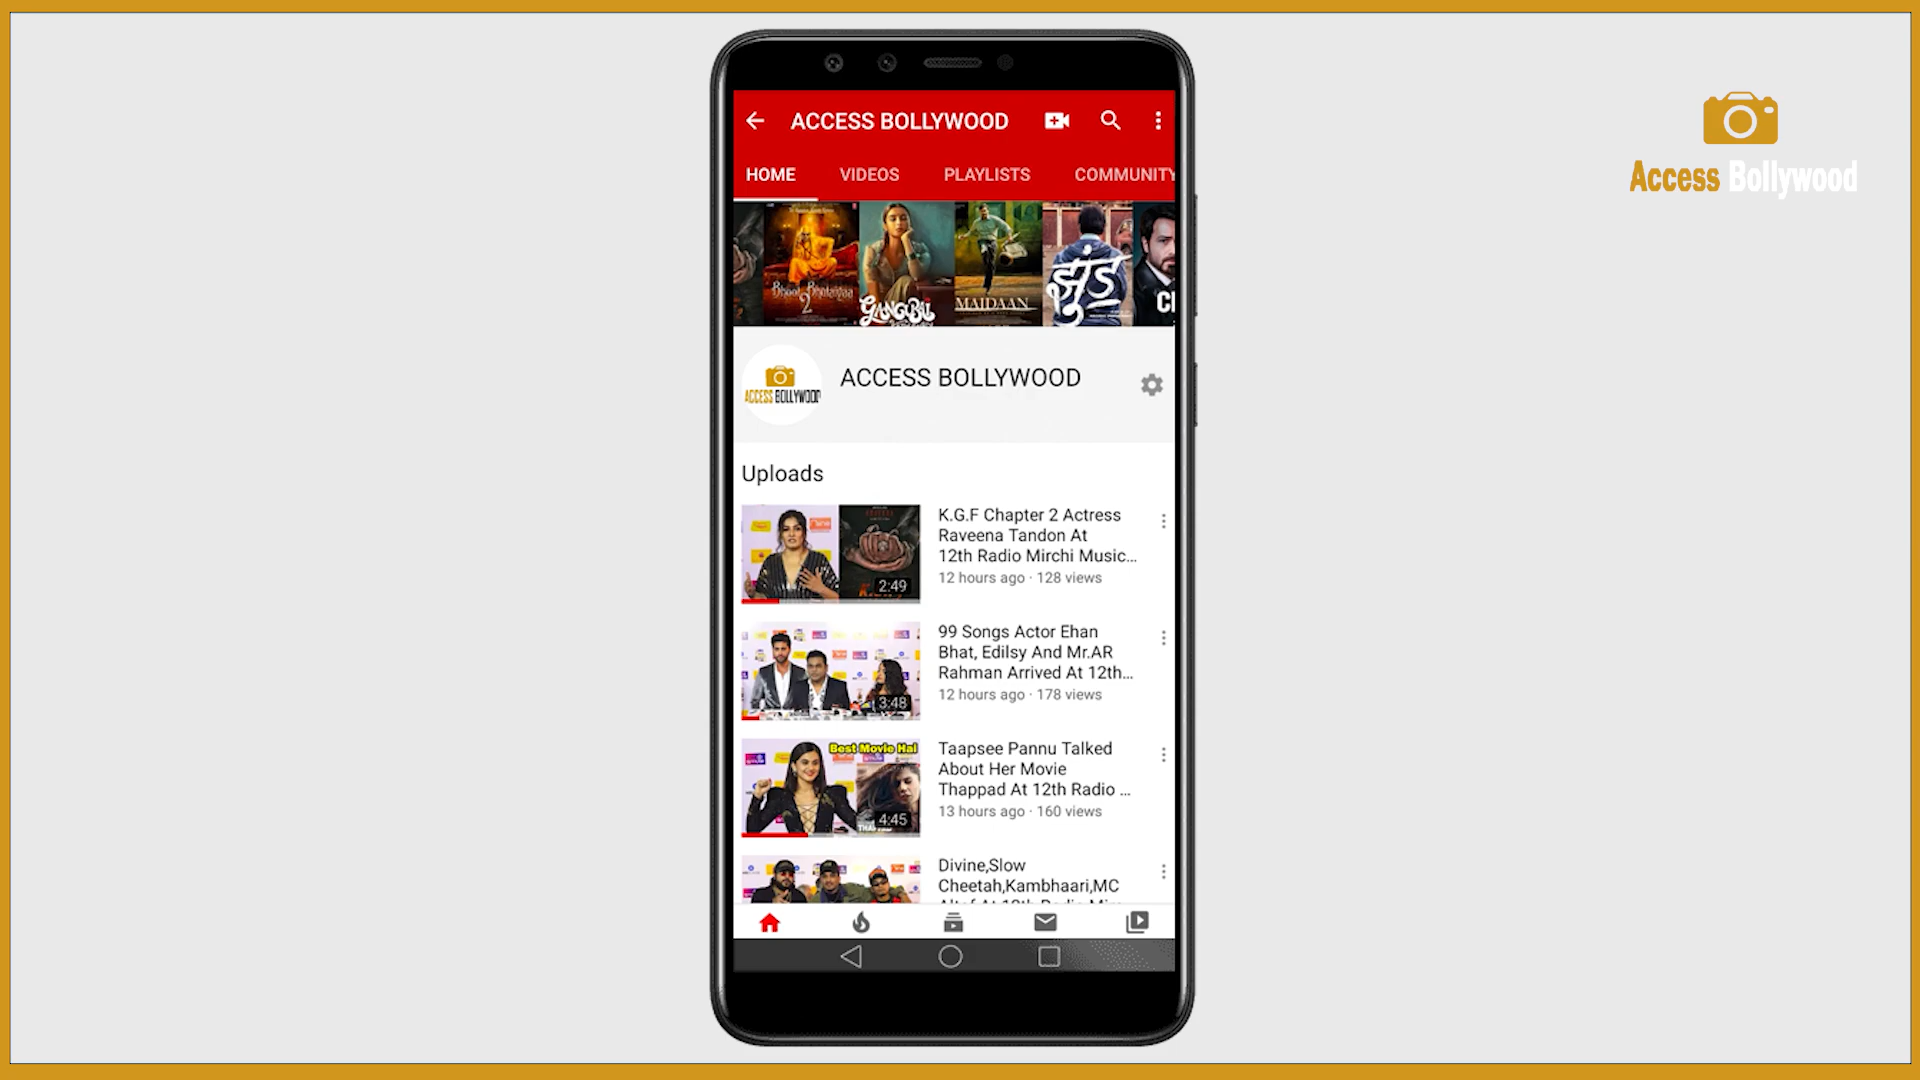 ACCESS BOLLYWOOD
HOME VIDEOS PLAYLISTS COMMUNITY
Access Bollywood
Bhool Bhulaiyaa
2
GANGUBAI
MAIDAAN
झुंड
ACCESS BOLLYWOOD
ACCESS BOLLYWOOD
Uploads
K.G.F Chapter 2 Actress
Raveena Tandon At
12th Radio Mirchi Music...
12 hours ago · 128 views
2:49
99 Songs Actor Ehan
Bhat, Edilsy And Mr.AR
Rahman Arrived At 12th...
12 hours ago · 178 views
3:48
Best Movie Hai
Taapsee Pannu Talked
About Her Movie
Thappad At 12th Radio ...
13 hours ago · 160 views
4:45
Divine,Slow
Cheetah,Kambhaari,MC